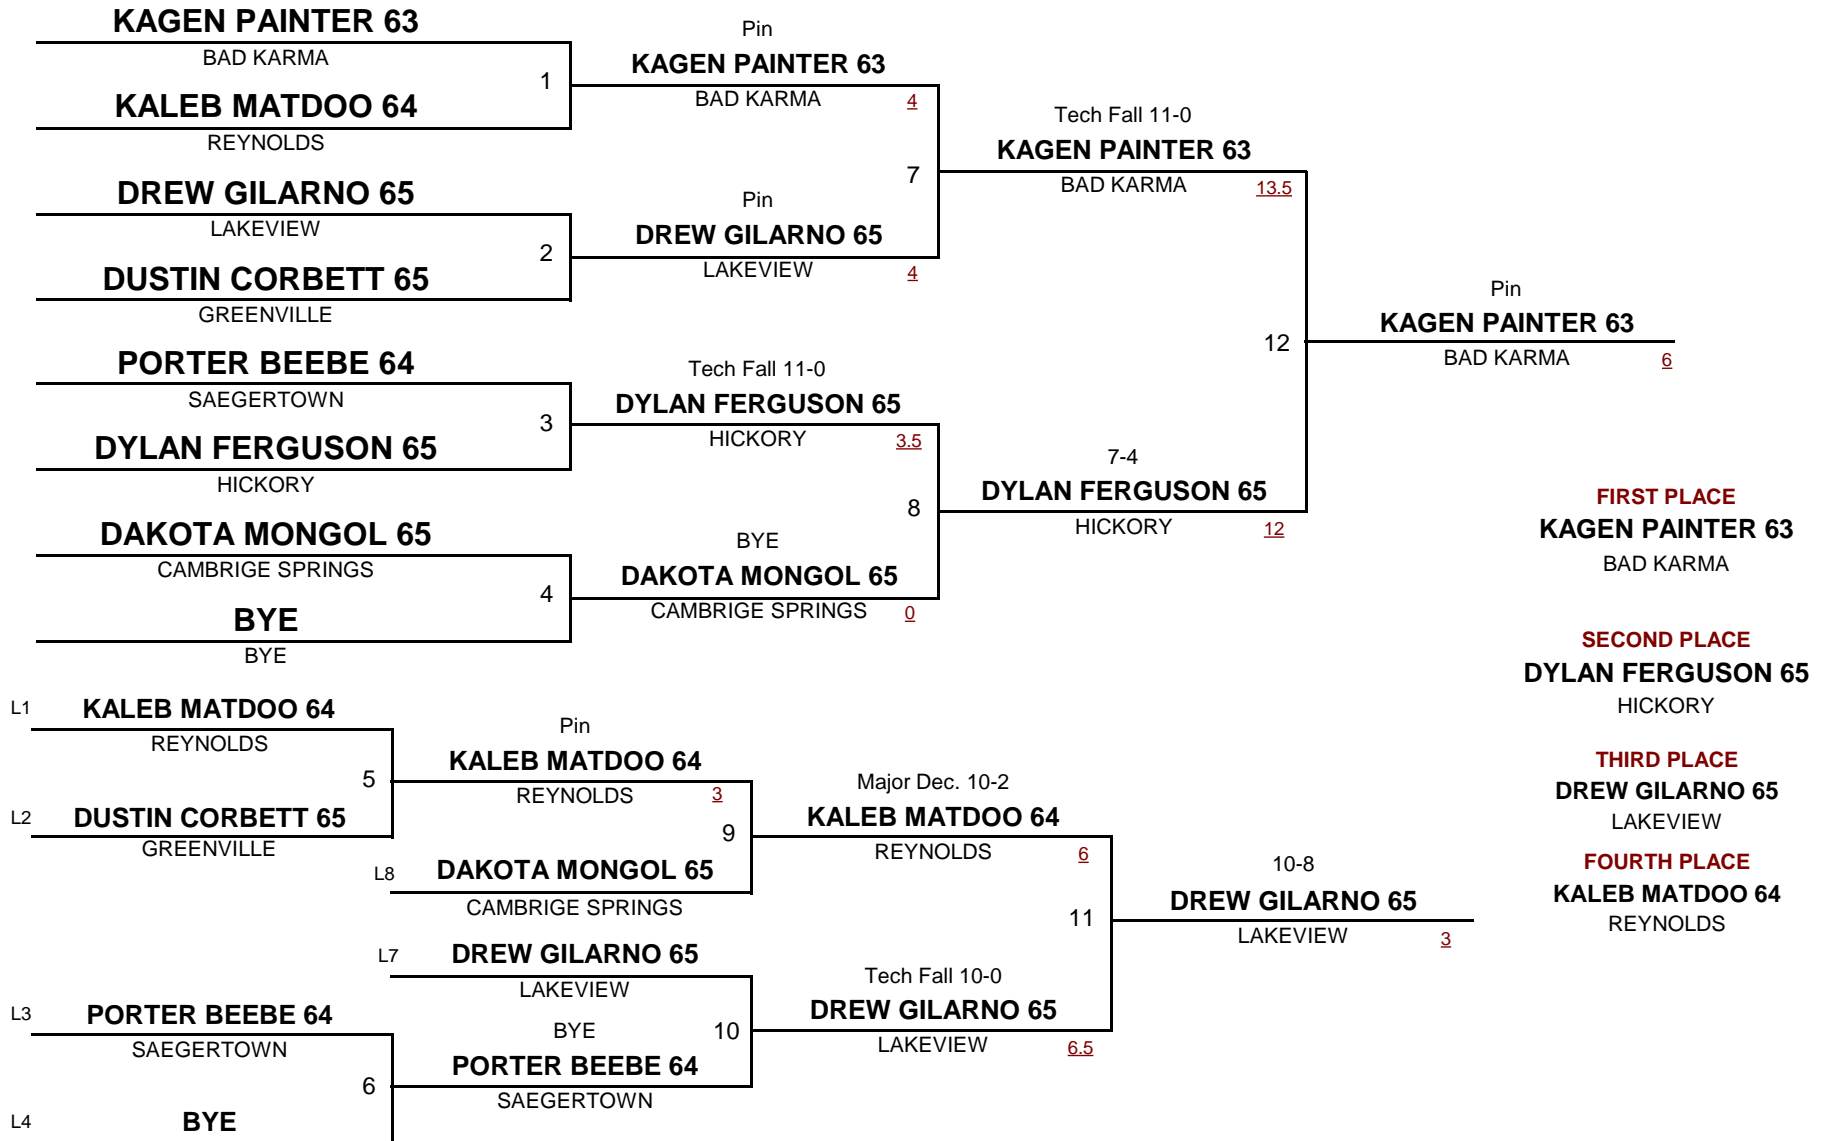 KAGEN PAINTER 63
BAD KARMA
1
KALEB MATDOO 64
REYNOLDS
DREW GILARNO 65
LAKEVIEW
2
DUSTIN CORBETT 65
GREENVILLE
PORTER BEEBE 64
SAEGERTOWN
3
DYLAN FERGUSON 65
HICKORY
DAKOTA MONGOL 65
CAMBRIGE SPRINGS
4
BYE
BYE
Pin
KAGEN PAINTER 63
BAD KARMA 4
7
Pin
DREW GILARNO 65
LAKEVIEW 4
Tech Fall 11-0
DYLAN FERGUSON 65
HICKORY 3.5
8
BYE
DAKOTA MONGOL 65
CAMBRIGE SPRINGS 0
Tech Fall 11-0
KAGEN PAINTER 63
BAD KARMA 13.5
12
7-4
DYLAN FERGUSON 65
HICKORY 12
Pin
KAGEN PAINTER 63
BAD KARMA 6
FIRST PLACE
KAGEN PAINTER 63
BAD KARMA
SECOND PLACE
DYLAN FERGUSON 65
HICKORY
THIRD PLACE
DREW GILARNO 65
LAKEVIEW
FOURTH PLACE
KALEB MATDOO 64
REYNOLDS
L1 KALEB MATDOO 64
REYNOLDS
5
L2 DUSTIN CORBETT 65
GREENVILLE
L3 PORTER BEEBE 64
SAEGERTOWN
6
L4 BYE
Pin
KALEB MATDOO 64
REYNOLDS 3
9
L8 DAKOTA MONGOL 65
CAMBRIGE SPRINGS
L7 DREW GILARNO 65
LAKEVIEW
BYE 10
PORTER BEEBE 64
SAEGERTOWN
Major Dec. 10-2
KALEB MATDOO 64
REYNOLDS 6
11
Tech Fall 10-0
DREW GILARNO 65
LAKEVIEW 6.5
10-8
DREW GILARNO 65
LAKEVIEW 3